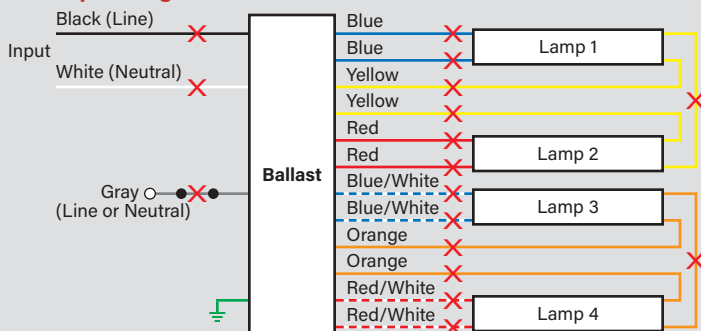 Black (Line)
Input
White (Neutral)
Gray
(Line or Neutral)
Ballast
Blue
Blue
Yellow
Yellow
Red
Red
Blue/White
Blue/White
Orange
Orange
Red/White
Red/White
Lamp 1
Lamp 2
Lamp 3
Lamp 4